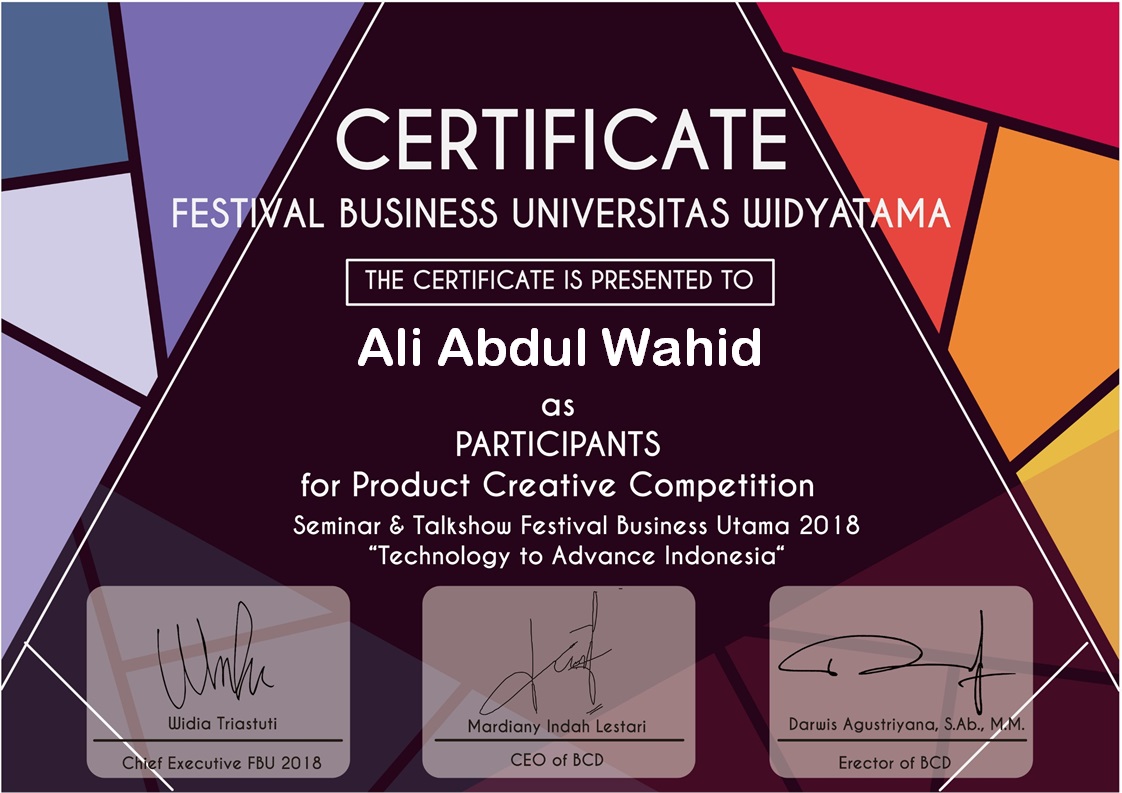 CERTIFICATE
FESTIVAL BUSINESS UNIVERSITAS WIDYATAMA
THE CERTIFICATE IS PRESENTED TO
Ali Abdul Wahid
as
PARTICIPANTS
for Product Creative Competition
Seminar & Talkshow Festival Business Utama 2018
“Technology to Advance Indonesia“
Widia Triastuti
Chief Executive FBU 2018
Mardiany Indah Lestari
CEO of BCD
Darwis Agustriyana, S.Ab., M.M.
Erector of BCD